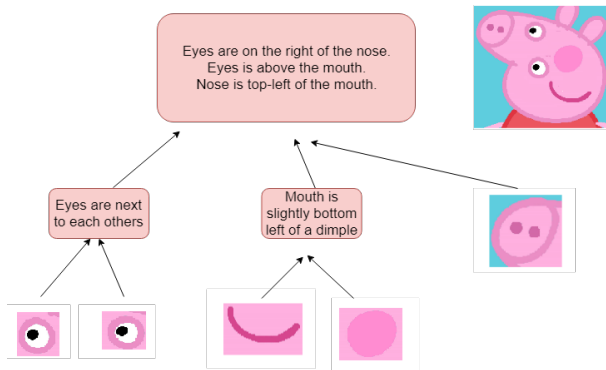 Eyes are on the right of the nose.
Eyes is above the mouth.
Nose is top-left of the mouth.
Eyes are next
to each others
Mouth is
slightly bottom
left of a dimple